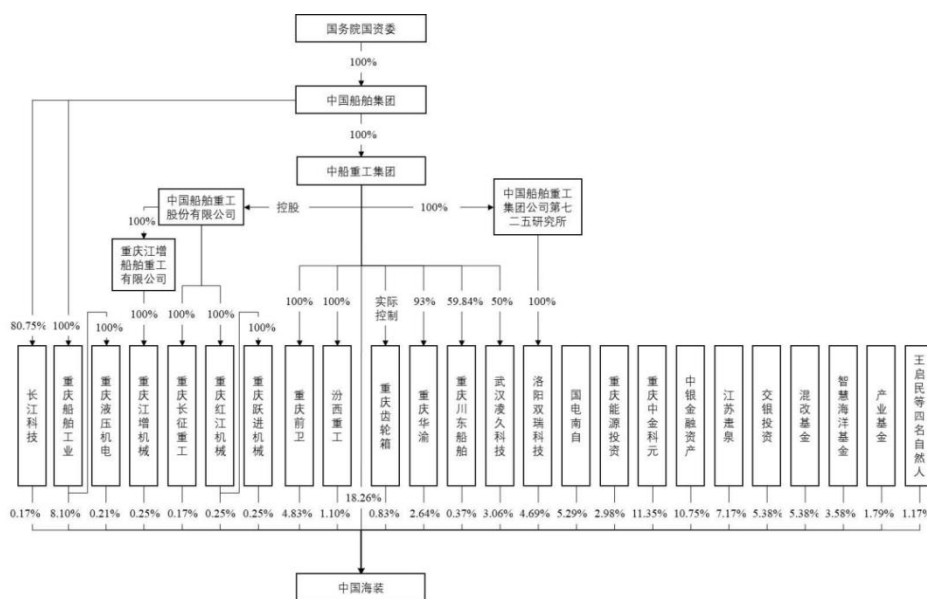 国务院国资委
100%
中国船舶集团
100%
中船重工集团
中国船舶重工
股份有限公司
控股
100%
中国船舶重工
集团公司第七
二五研究所
100%
重庆江增
船舶重工
有限公司
80.75%
100%
100%
100%
100%
100%
100%
100%
100%
实际
控制
93%
59.84%
50%
100%
长江科技
重庆船舶工业
重庆液压机电
重庆江增机械
重庆长征重工
重庆红江机械
重庆跃进机械
重庆前卫
汾西重工
重庆齿轮箱
重庆华渝
重庆川东船舶
武汉凌久科技
洛阳双瑞科技
国电南自
重庆能源投资
重庆中金科元
中银金融资产
江苏疌泉
交银投资
混改基金
智慧海洋基金
产业基金
王启民等四名自然人
0.17%
8.10%
0.21%
0.25%
0.17%
0.25%
0.25%
4.83%
1.10%
18.26%
0.83%
2.64%
0.37%
3.06%
4.69%
5.29%
2.98%
11.35%
10.75%
7.17%
5.38%
5.38%
3.58%
1.79%
1.17%
中国海装